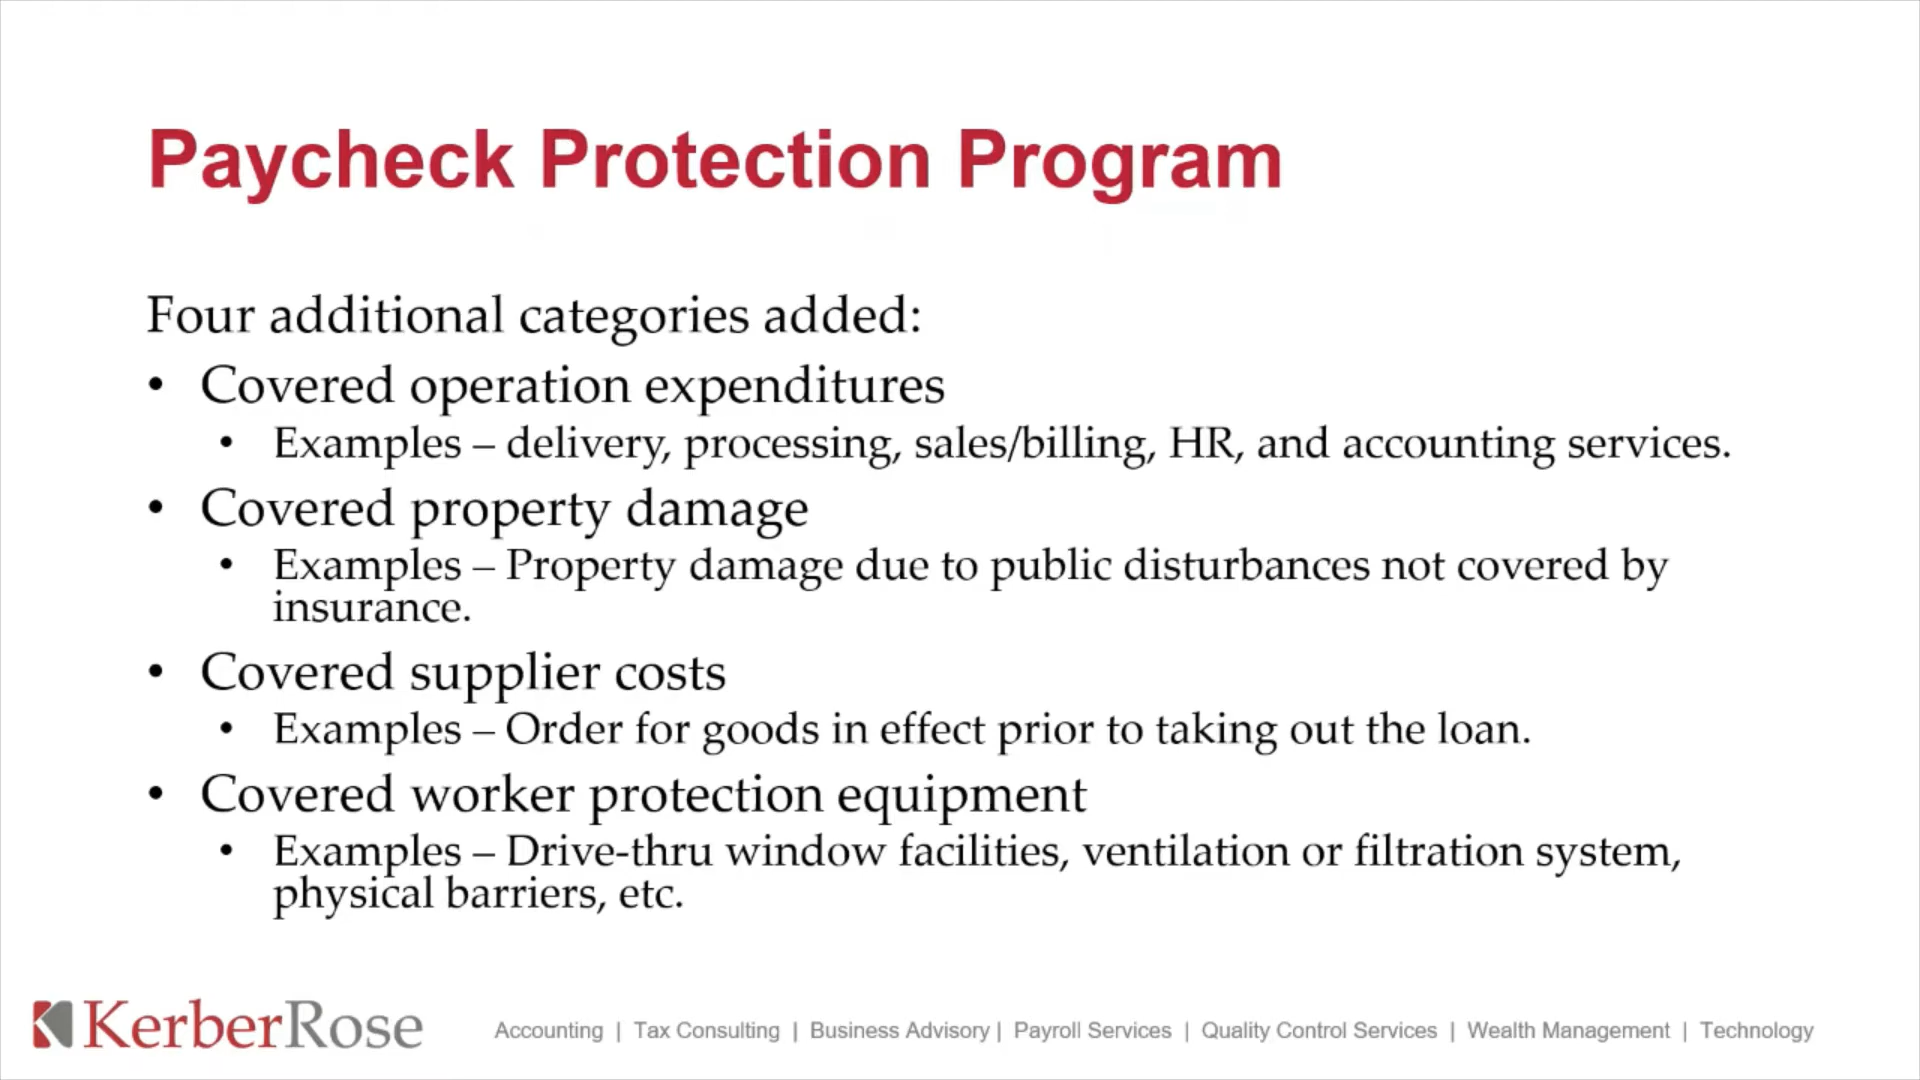 Paycheck Protection Program
Four additional categories added:
• Covered operation expenditures
• Examples – delivery, processing, sales/billing, HR, and accounting services.
• Covered property damage
• Examples – Property damage due to public disturbances not covered by
insurance.
• Covered supplier costs
• Examples – Order for goods in effect prior to taking out the loan.
• Covered worker protection equipment
• Examples – Drive-thru window facilities, ventilation or filtration system,
physical barriers, etc.
KerberRose
Accounting | Tax Consulting | Business Advisory | Payroll Services | Quality Control Services | Wealth Management | Technology